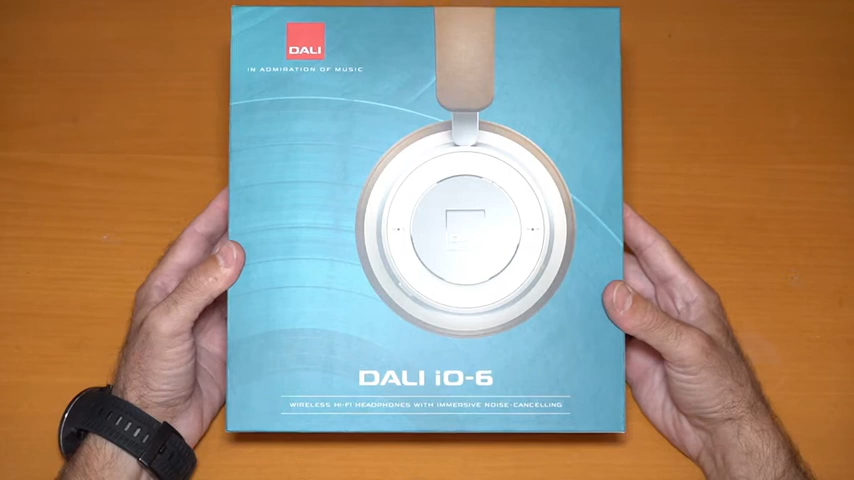 DALI
IN ADMIRATION OF MUSIC
DALI iO-6
WIRELESS HI-FI HEADPHONES WITH IMMERSIVE NOISE-CANCELLING